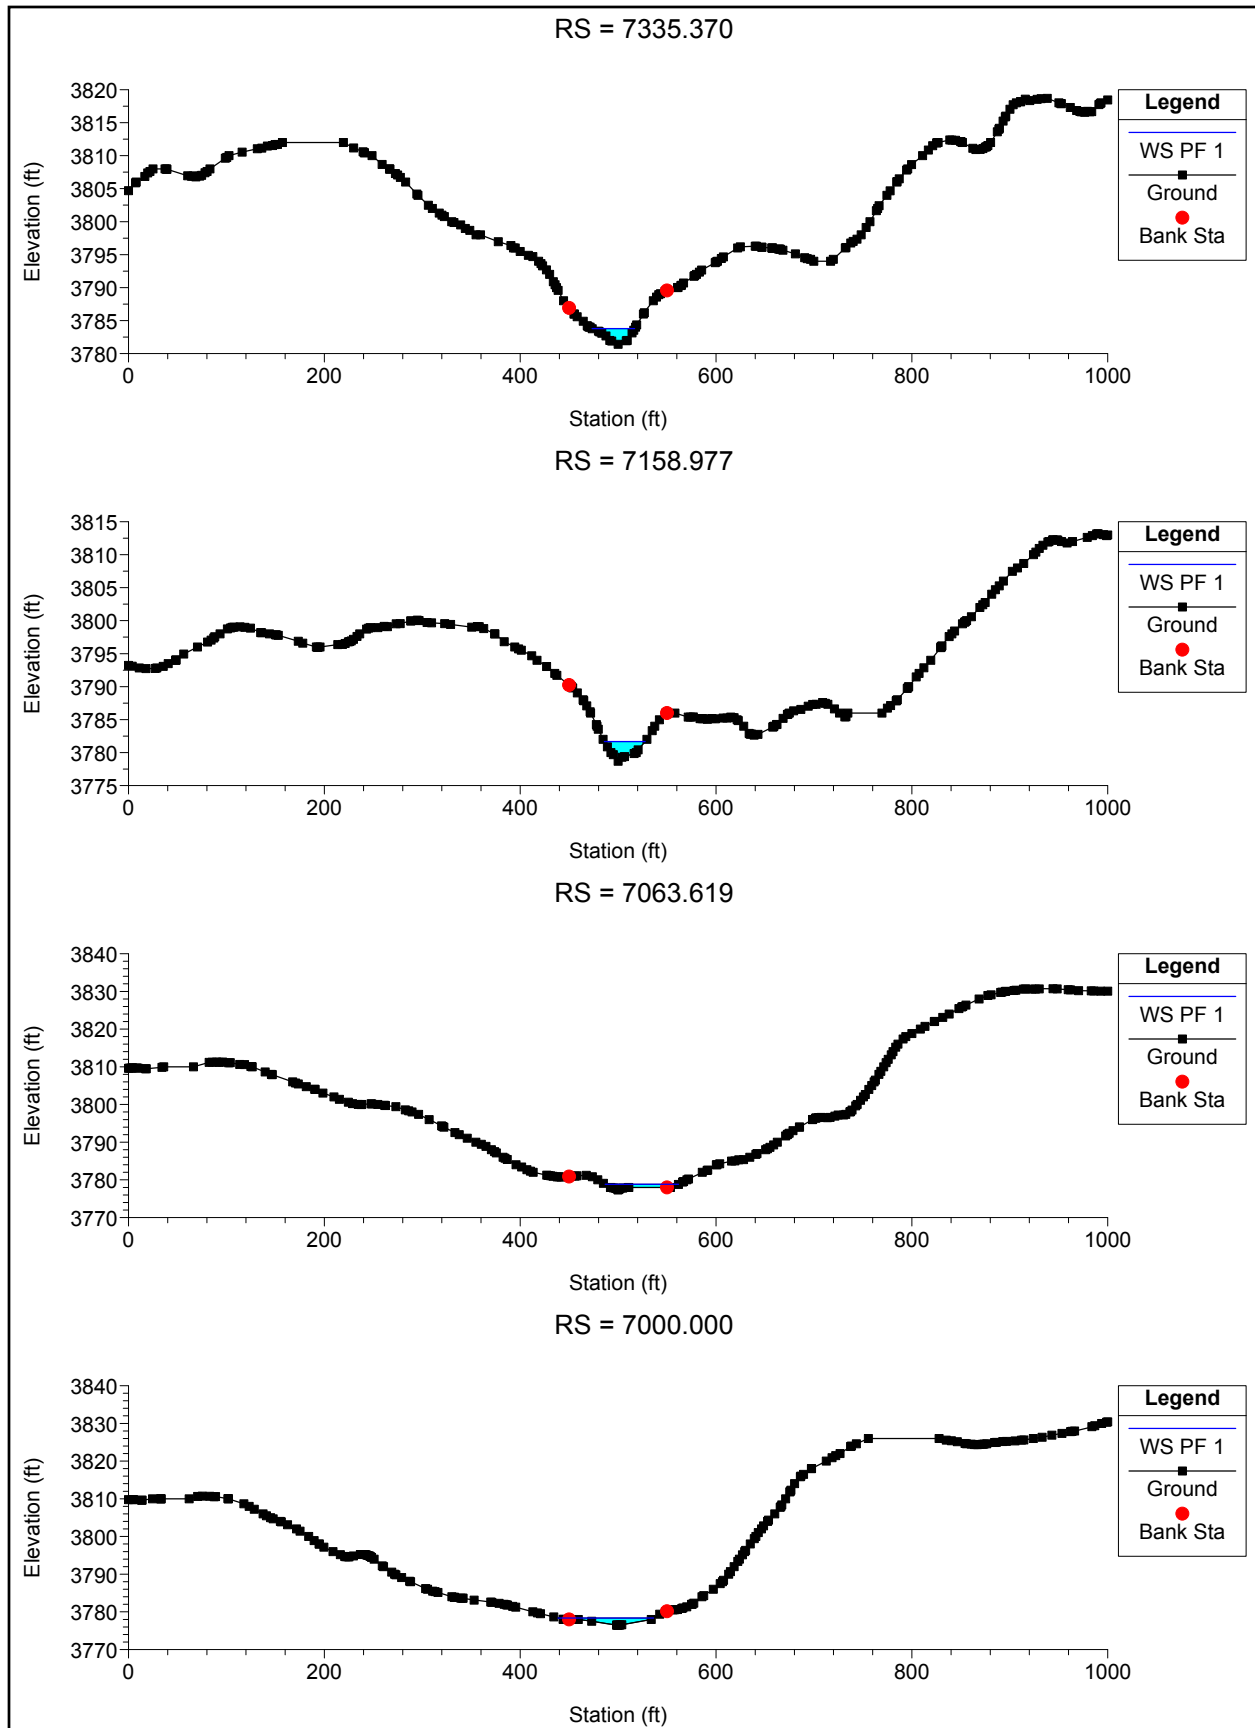 RS = 7335.370
3820
3815
3810
3805
3800
3795
3790
3785
3780
Elevation (ft)
0 200 400 600 800 1000
Station (ft)
Legend
WS PF 1
Ground
Bank Sta
RS = 7158.977
3815
3810
3805
3800
3795
3790
3785
3780
3775
Elevation (ft)
0 200 400 600 800 1000
Station (ft)
Legend
WS PF 1
Ground
Bank Sta
RS = 7063.619
3840
3830
3820
3810
3800
3790
3780
3770
Elevation (ft)
0 200 400 600 800 1000
Station (ft)
Legend
WS PF 1
Ground
Bank Sta
RS = 7000.000
3840
3830
3820
3810
3800
3790
3780
3770
Elevation (ft)
0 200 400 600 800 1000
Station (ft)
Legend
WS PF 1
Ground
Bank Sta